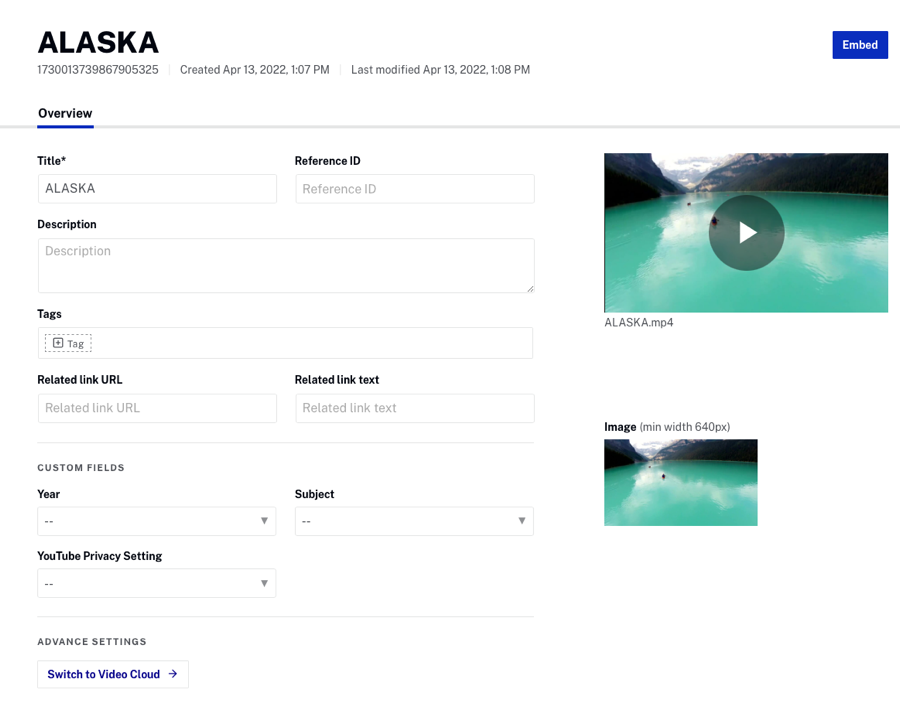 ALASKA
Embed
1730013739867905325 Created Apr 13, 2022, 1:07 PM Last modified Apr 13, 2022, 1:08 PM
Overview
Title* Reference ID
ALASKA Reference ID
Description
Description
Tags
Tag
Related link URL Related link text
Related link URL Related link text
CUSTOM FIELDS
Year Subject
-- --
YouTube Privacy Setting
--
ADVANCE SETTINGS
Switch to Video Cloud
ALASKA.mp4
Image (min width 640px)